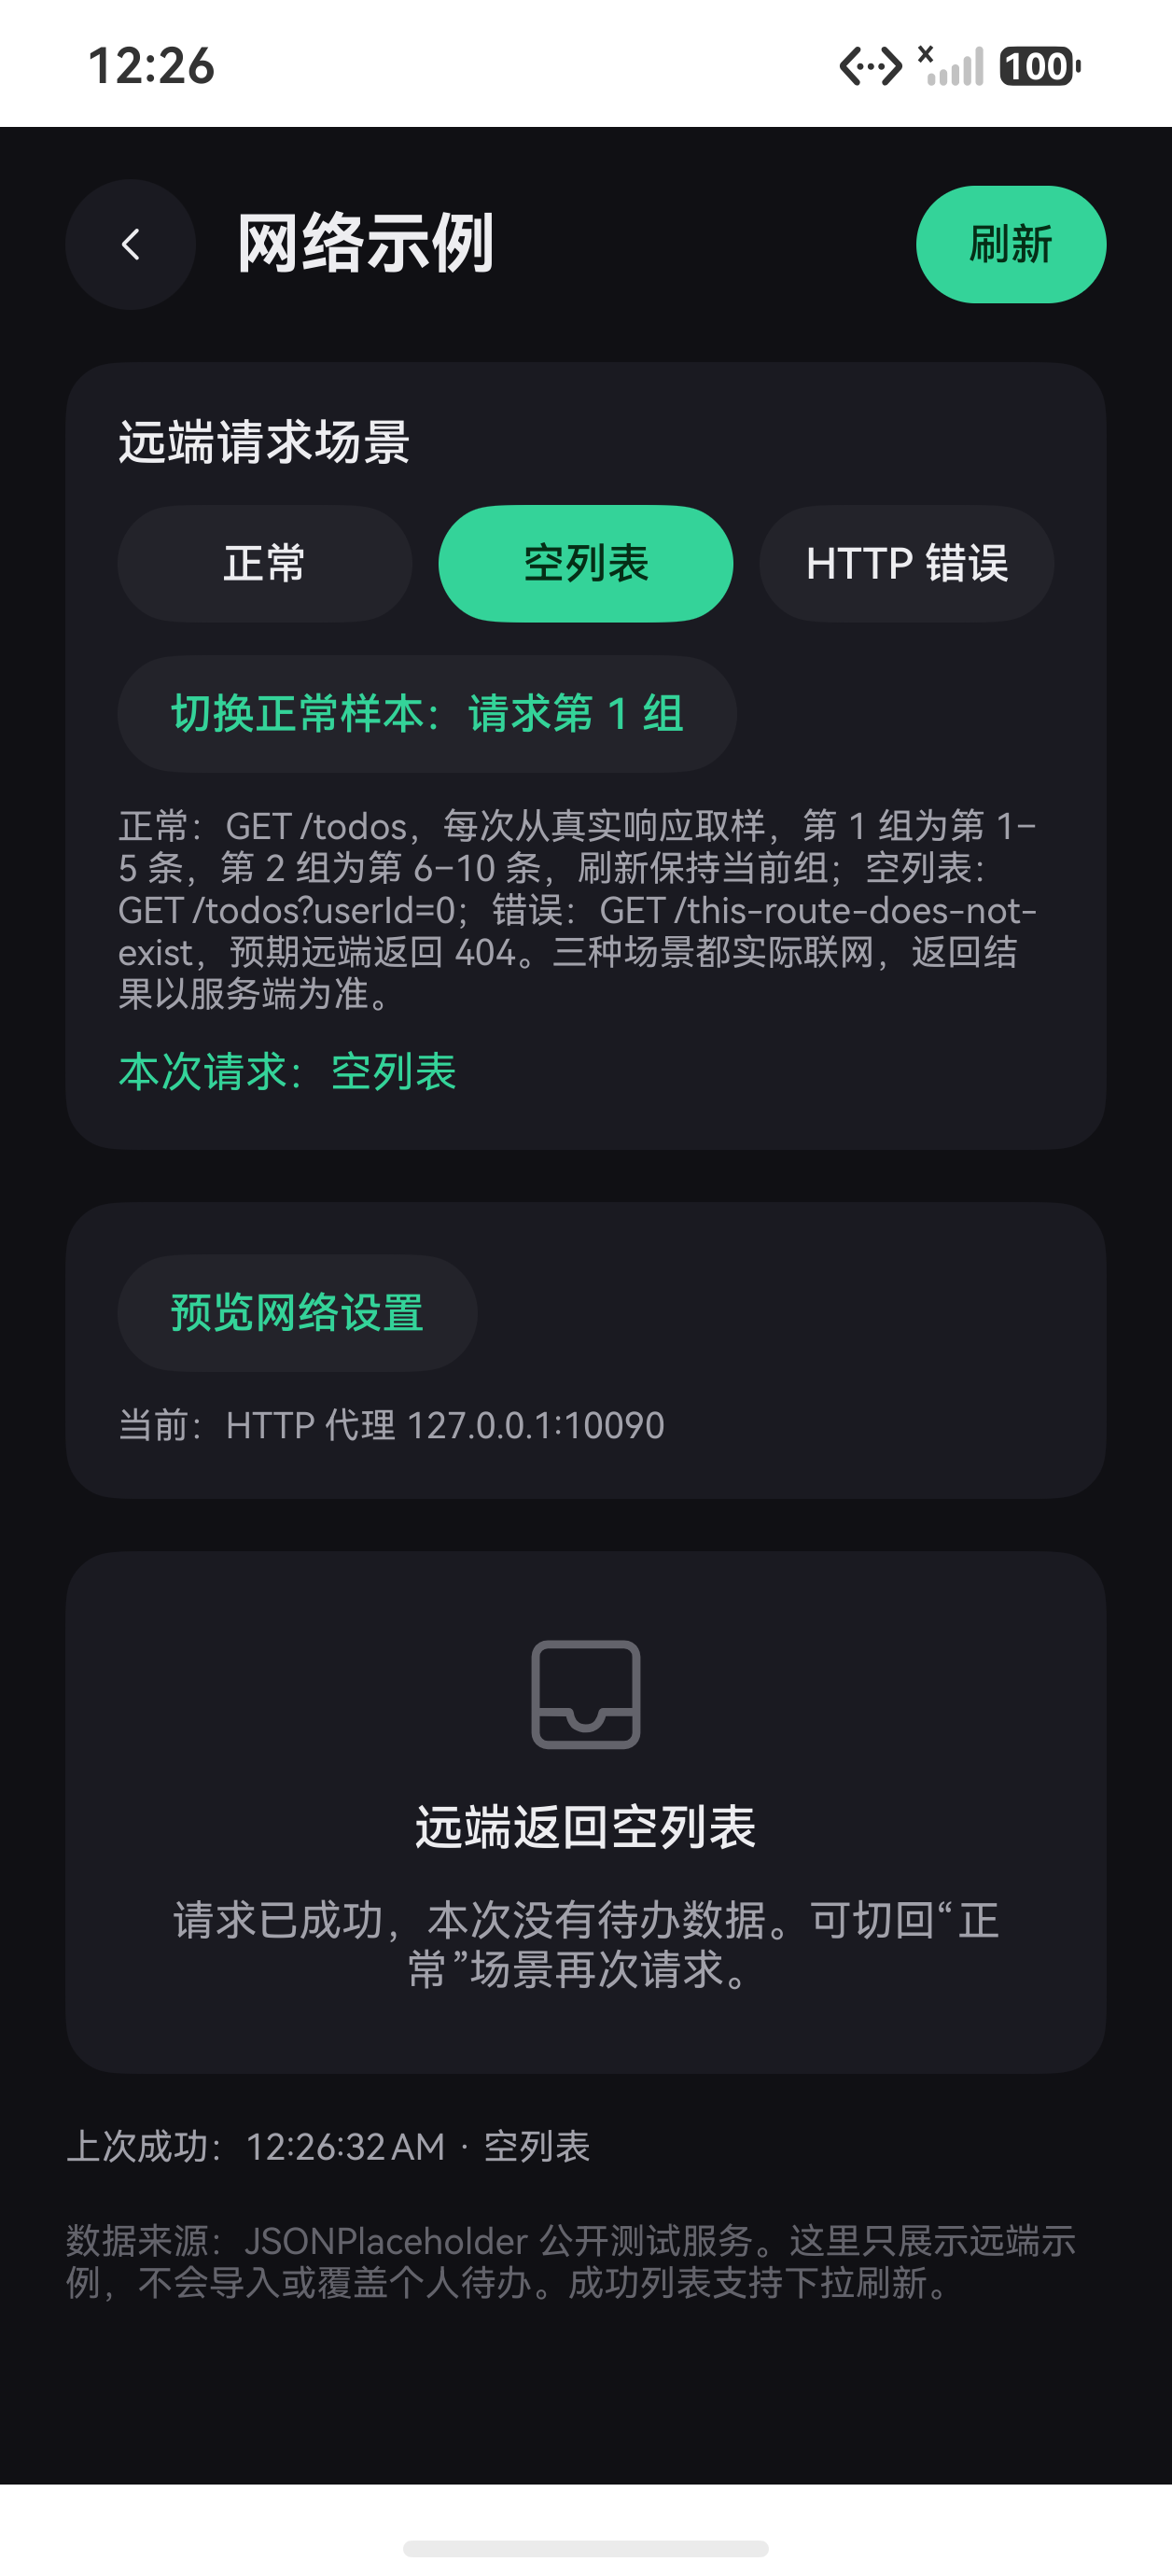 12:26
100
网络示例
刷新
远端请求场景
正常
空列表
HTTP 错误
切换正常样本：请求第 1 组
正常：GET /todos，每次从真实响应取样，第 1 组为第 1–
5 条，第 2 组为第 6–10 条，刷新保持当前组；空列表：
GET /todos?userId=0；错误：GET /this-route-does-not-
exist，预期远端返回 404。三种场景都实际联网，返回结
果以服务端为准。
本次请求：空列表
预览网络设置
当前：HTTP 代理 127.0.0.1:10090
远端返回空列表
请求已成功，本次没有待办数据。可切回“正
常”场景再次请求。
上次成功：12:26:32 AM · 空列表
数据来源：JSONPlaceholder 公开测试服务。这里只展示远端示
例，不会导入或覆盖个人待办。成功列表支持下拉刷新。